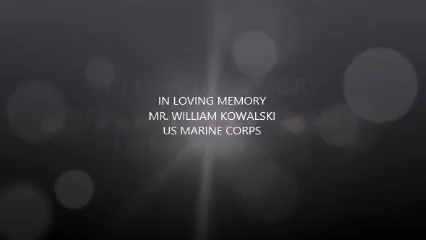 IN LOVING MEMORY
MR. WILLIAM KOWALSKI
US MARINE CORPS